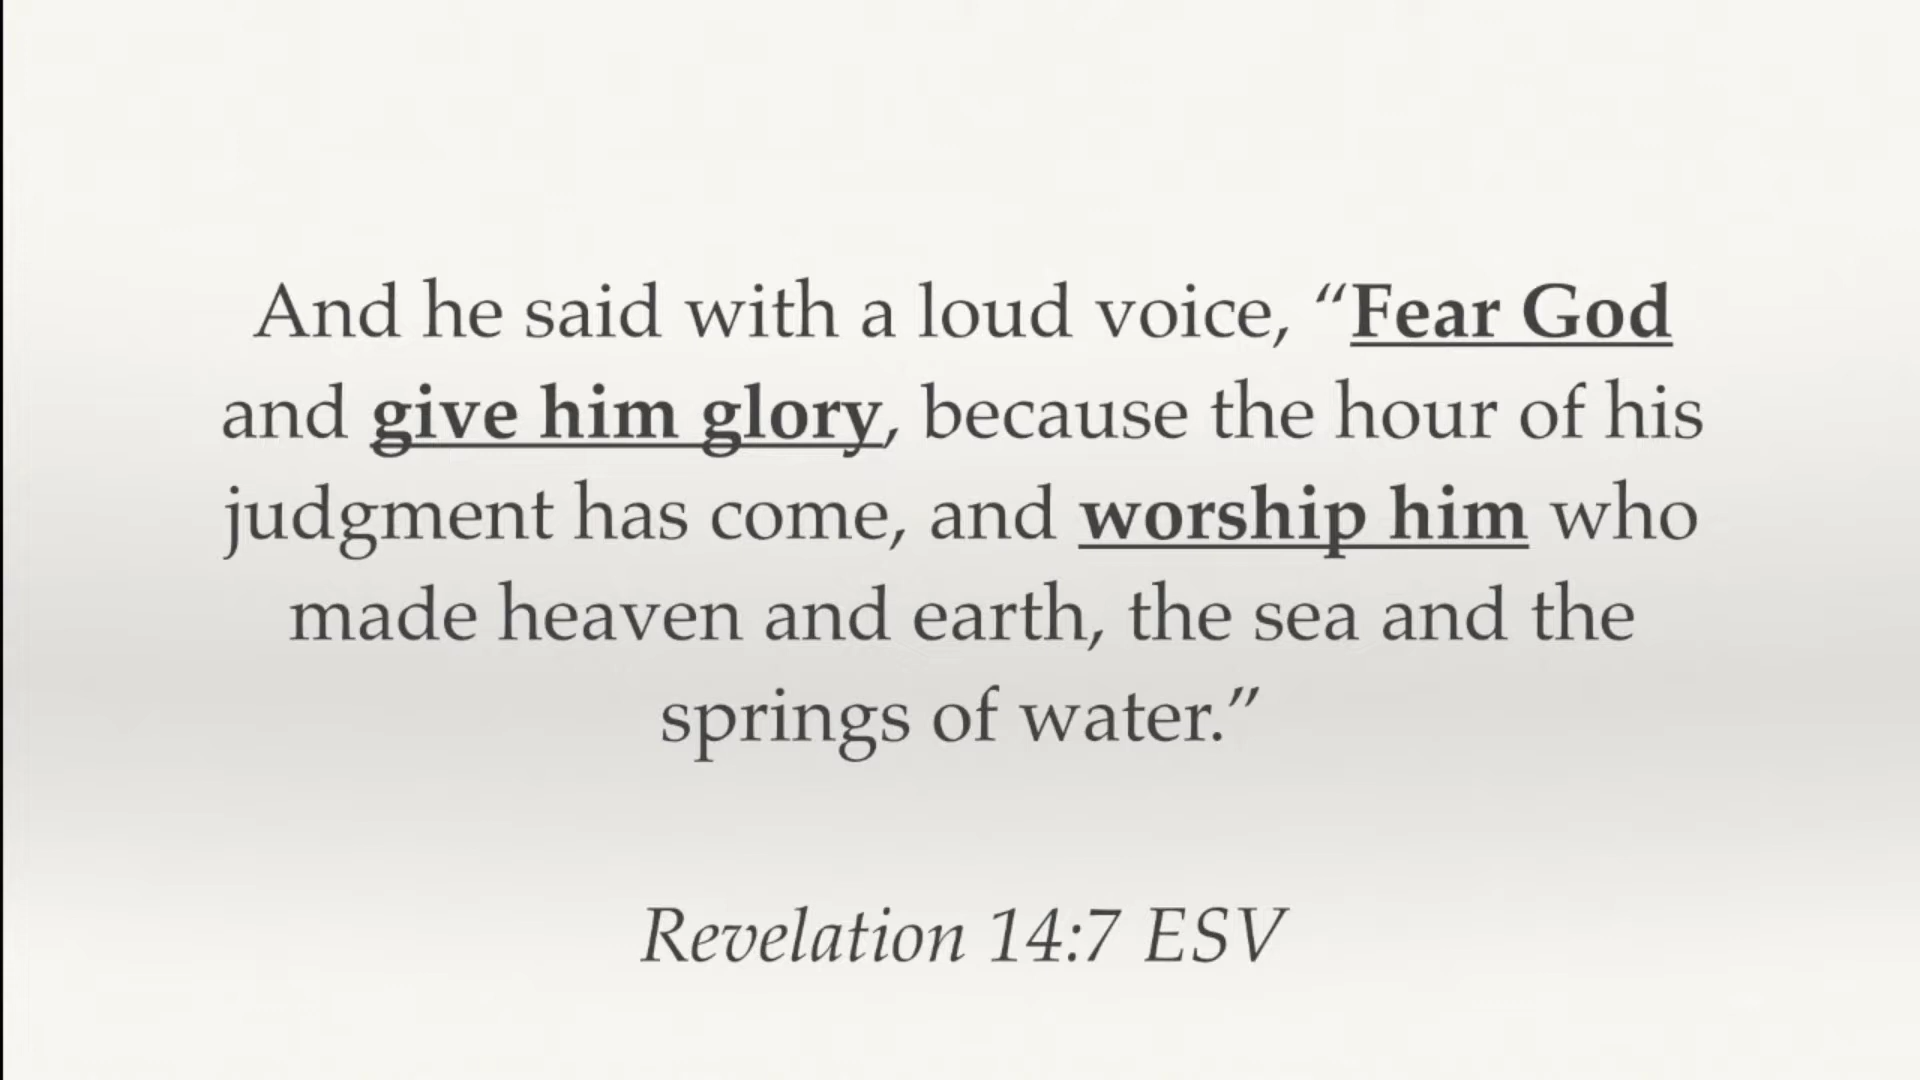 And he said with a loud voice, “Fear God
and give him glory, because the hour of his
judgment has come, and worship him who
made heaven and earth, the sea and the
springs of water.”
Revelation 14:7 ESV